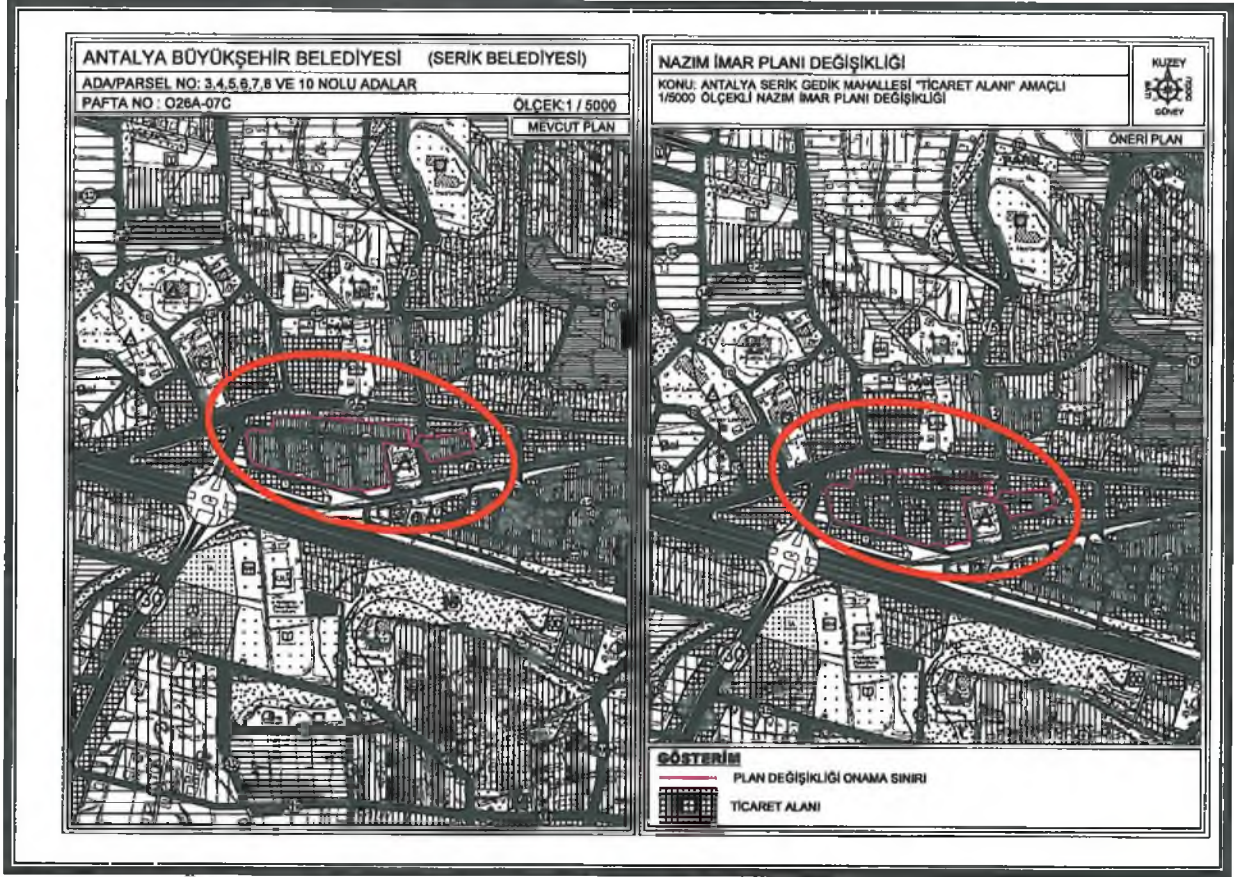 ANTALYA BÜYÜKŞEHİR BELEDİYESİ (SERİK BELEDİYESİ)
ADA/PARSEL NO: 3,4,5,6,7,8 VE 10 NOLU ADALAR
PAFTA NO : O26A-07C ÖLÇEK:1 / 5000
MEVCUT PLAN
NAZIM İMAR PLANI DEĞİŞİKLİĞİ
KONU: ANTALYA SERİK GEDİK MAHALLESİ "TİCARET ALANI" AMAÇLI
1/5000 ÖLÇEKLİ NAZIM İMAR PLANI DEĞİŞİKLİĞİ
KUZEY
BATI
DOĞU
GÜNEY
ÖNERİ PLAN
GÖSTERİM
PLAN DEĞİŞİKLİĞİ ONAMA SINIRI
TİCARET ALANI